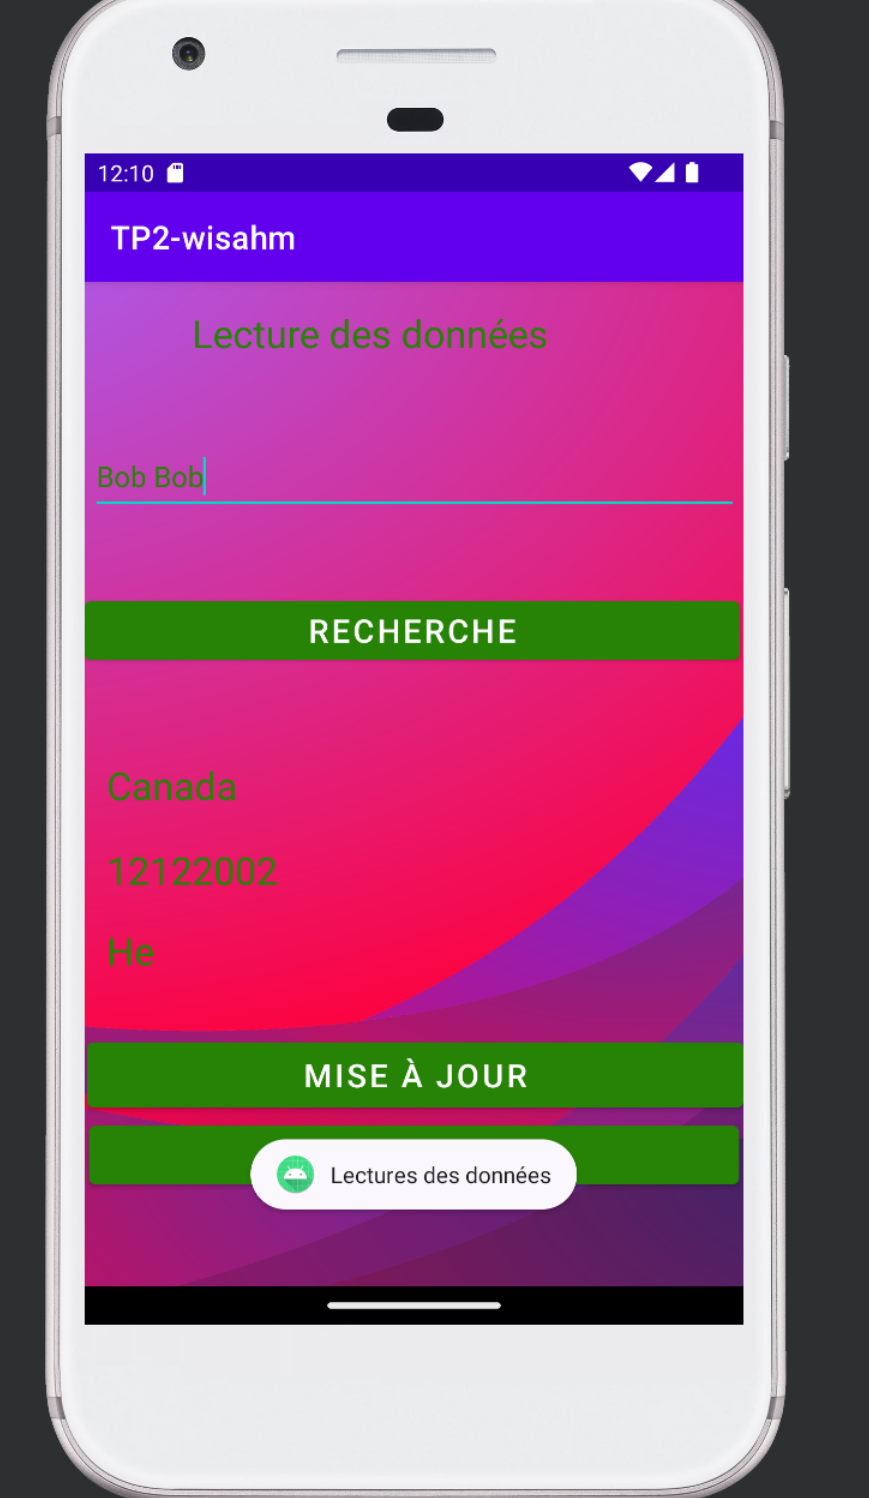 12:10
TP2-wisahm
Lecture des données
Bob Bob
RECHERCHE
Canada
12122002
He
MISE À JOUR
Lectures des données